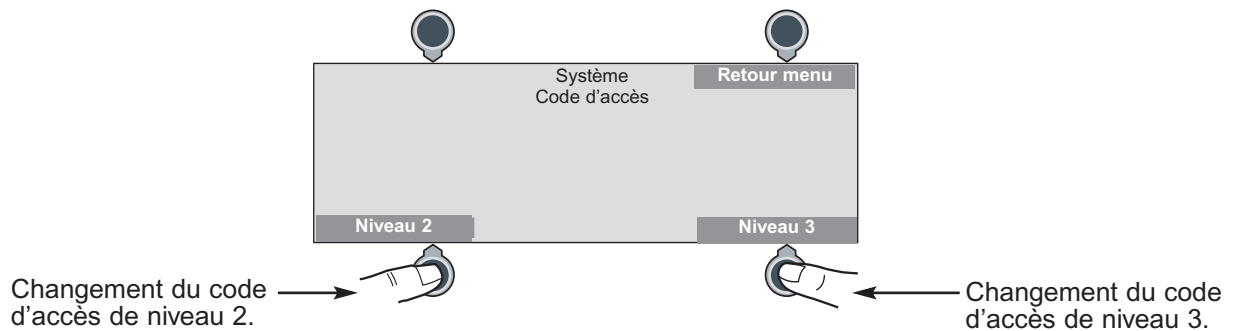 Système
Retour menu
Code d'accès
Niveau 2
Niveau 3
Changement du code
d'accès de niveau 2.
Changement du code
d'accès de niveau 3.